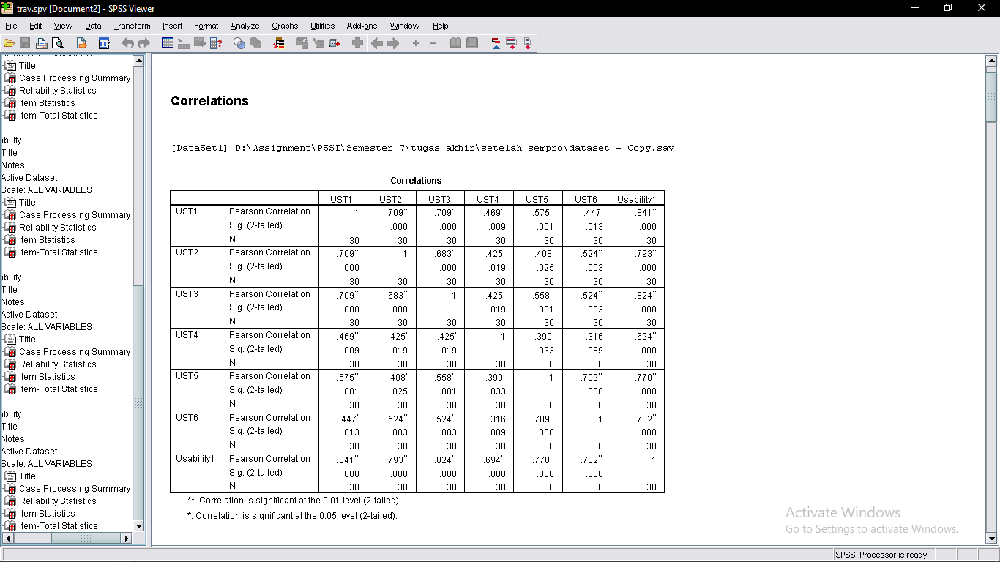 trav.spv [Document2] - SPSS Viewer
File Edit View Data Transform Insert Format Analyze Graphs Utilities Add-ons Window Help
Title
Case Processing Summary
Reliability Statistics
Item Statistics
Item-Total Statistics
ability
Title
Notes
Active Dataset
Scale: ALL VARIABLES
Title
Case Processing Summary
Reliability Statistics
Item Statistics
Item-Total Statistics
ability
Title
Notes
Active Dataset
Scale: ALL VARIABLES
Title
Case Processing Summary
Reliability Statistics
Item Statistics
Item-Total Statistics
ability
Title
Notes
Active Dataset
Scale: ALL VARIABLES
Title
Case Processing Summary
Reliability Statistics
Item Statistics
Item-Total Statistics
Correlations
[DataSet1] D:\Assignment\PSSI\Semester 7\tugas akhir\setelah sempro\dataset - Copy.sav
Correlations
UST1 UST2 UST3 UST4 UST5 UST6 Usability1
UST1 Pearson Correlation 1 .709** .709** .469** .575** .447* .841**
Sig. (2-tailed) .000 .000 .009 .001 .013 .000
N 30 30 30 30 30 30 30
UST2 Pearson Correlation .709** 1 .683** .425* .408* .524** .793**
Sig. (2-tailed) .000 .000 .019 .025 .003 .000
N 30 30 30 30 30 30 30
UST3 Pearson Correlation .709** .683** 1 .425* .558** .524** .824**
Sig. (2-tailed) .000 .000 .019 .001 .003 .000
N 30 30 30 30 30 30 30
UST4 Pearson Correlation .469** .425* .425* 1 .390* .316 .694**
Sig. (2-tailed) .009 .019 .019 .033 .089 .000
N 30 30 30 30 30 30 30
UST5 Pearson Correlation .575** .408* .558** .390* 1 .709** .770**
Sig. (2-tailed) .001 .025 .001 .033 .000 .000
N 30 30 30 30 30 30 30
UST6 Pearson Correlation .447* .524** .524** .316 .709** 1 .732**
Sig. (2-tailed) .013 .003 .003 .089 .000 .000
N 30 30 30 30 30 30 30
Usability1 Pearson Correlation .841** .793** .824** .694** .770** .732** 1
Sig. (2-tailed) .000 .000 .000 .000 .000 .000
N 30 30 30 30 30 30 30
**. Correlation is significant at the 0.01 level (2-tailed).
*. Correlation is significant at the 0.05 level (2-tailed).
Activate Windows
Go to Settings to activate Windows.
SPSS Processor is ready